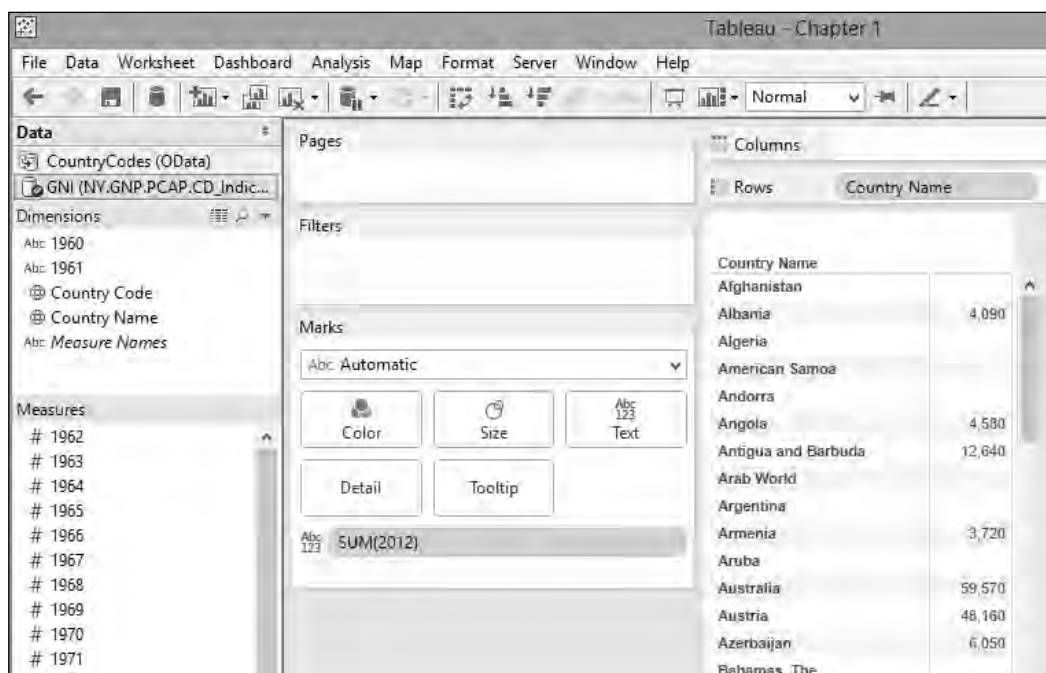 Tableau - Chapter 1
File Data Worksheet Dashboard Analysis Map Format Server Window Help
Normal
Data
CountryCodes (OData)
GNI (NY.GNP.PCAP.CD_Indic...
Dimensions
Abc 1960
Abc 1961
Country Code
Country Name
Abc Measure Names
Measures
# 1962
# 1963
# 1964
# 1965
# 1966
# 1967
# 1968
# 1969
# 1970
# 1971
Pages
Filters
Marks
Abc Automatic
Color
Size
Abc
123
Text
Detail
Tooltip
Abc
123
SUM(2012)
Columns
Rows Country Name
Country Name
Afghanistan
Albania 4,090
Algeria
American Samoa
Andorra
Angola 4,580
Antigua and Barbuda 12,640
Arab World
Argentina
Armenia 3,720
Aruba
Australia 59,570
Austria 48,160
Azerbaijan 6,050
Bahamas, The